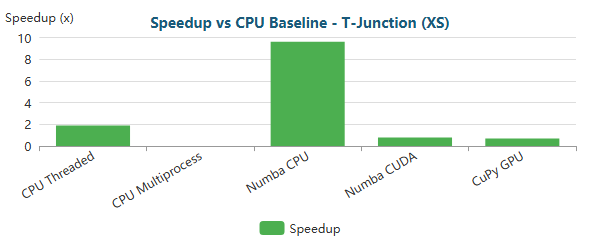 Speedup (x)
Speedup vs CPU Baseline - T-Junction (XS)
10
8
6
4
2
0
CPU Threaded
CPU Multiprocess
Numba CPU
Numba CUDA
CuPy GPU
Speedup